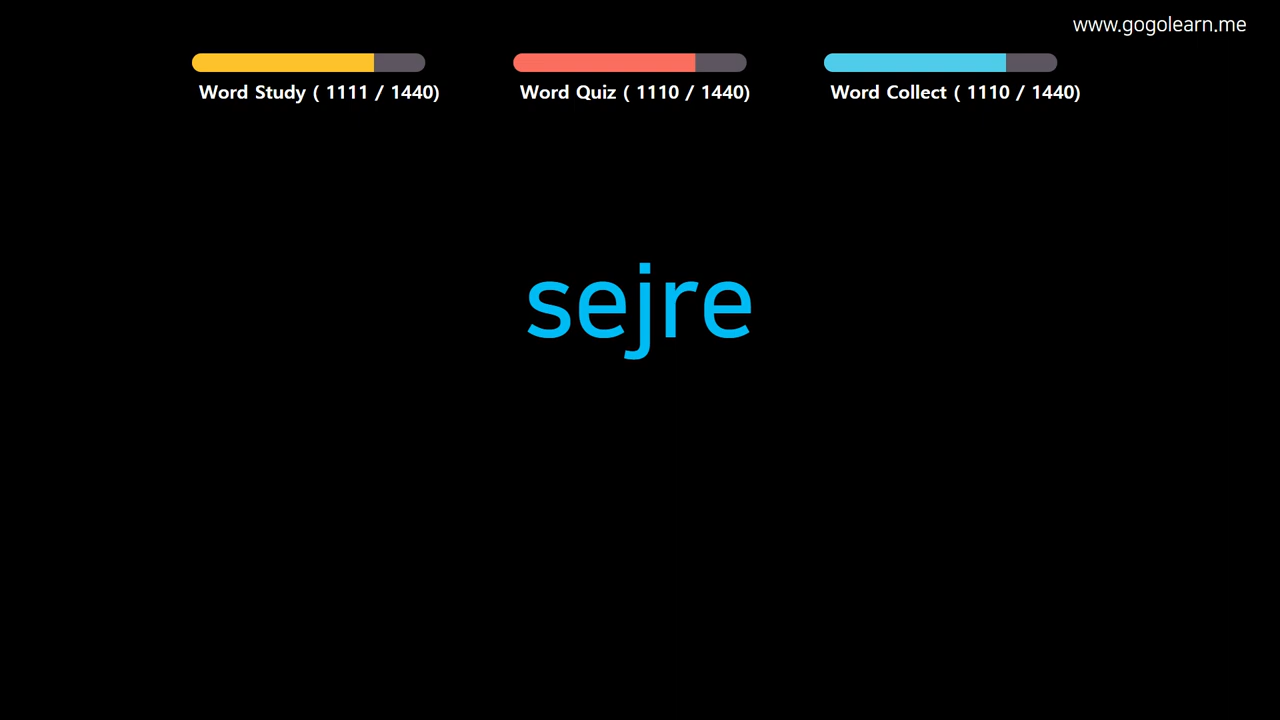 www.gogolearn.me
Word Study ( 1111 / 1440)
Word Quiz ( 1110 / 1440)
Word Collect ( 1110 / 1440)
sejre